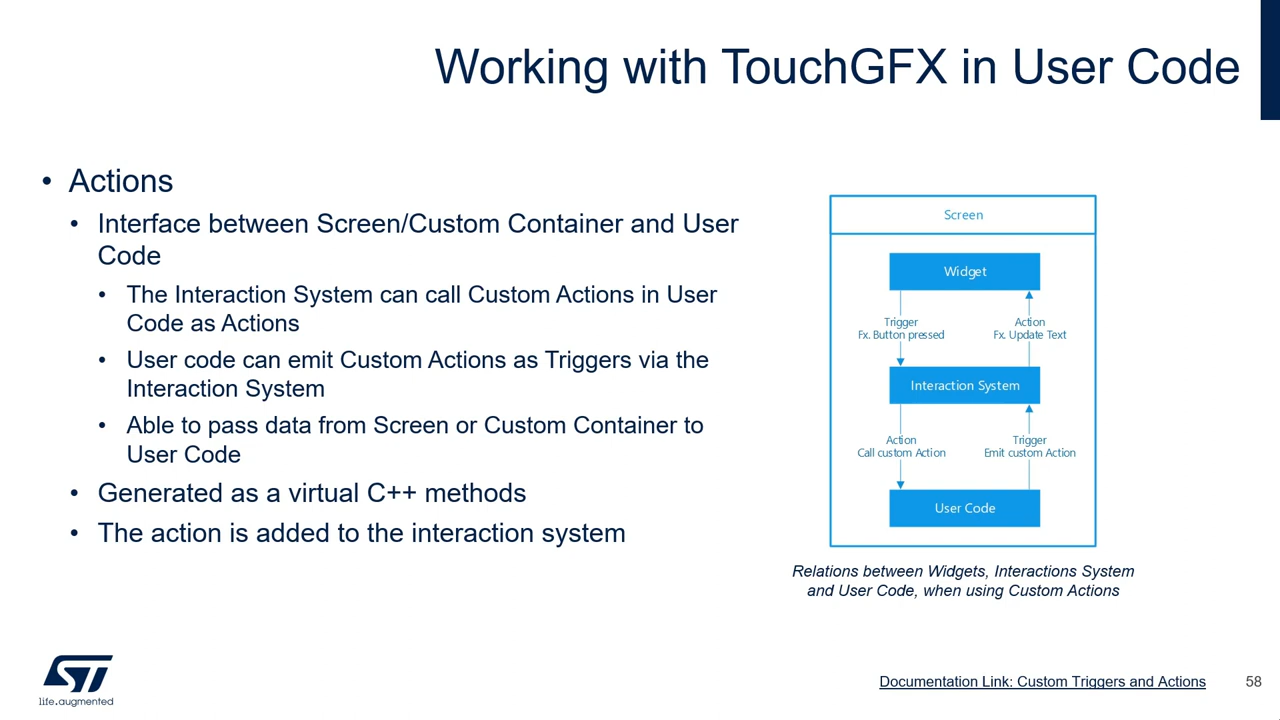 Working with TouchGFX in User Code
• Actions
• Interface between Screen/Custom Container and User
Code
• The Interaction System can call Custom Actions in User
Code as Actions
• User code can emit Custom Actions as Triggers via the
Interaction System
• Able to pass data from Screen or Custom Container to
User Code
• Generated as a virtual C++ methods
• The action is added to the interaction system
Screen
Widget
Trigger
Fx. Button pressed
Action
Fx. Update Text
Interaction System
Action
Call custom Action
Trigger
Emit custom Action
User Code
Relations between Widgets, Interactions System
and User Code, when using Custom Actions
ST
life.augmented
Documentation Link: Custom Triggers and Actions
58